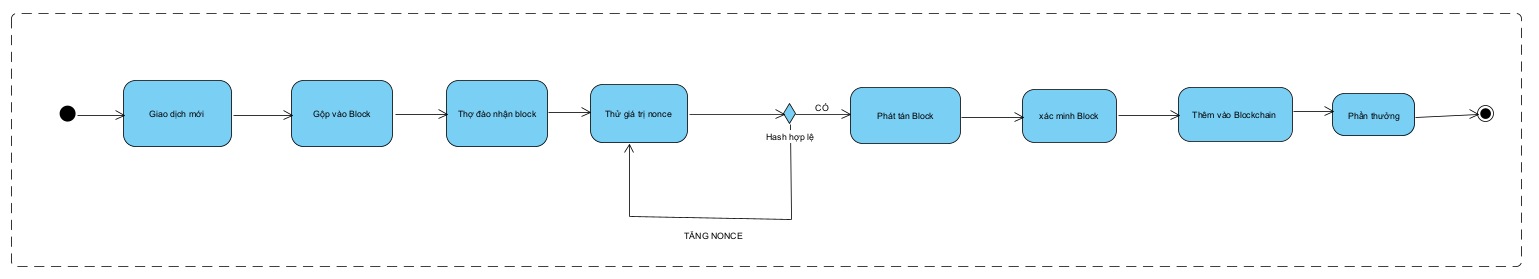 Giao dịch mới
Gộp vào Block
Thợ đào nhận block
Thử giá trị nonce
Hash hợp lệ
CÓ
Phát tán Block
xác minh Block
Thêm vào Blockchain
Phần thưởng
TĂNG NONCE